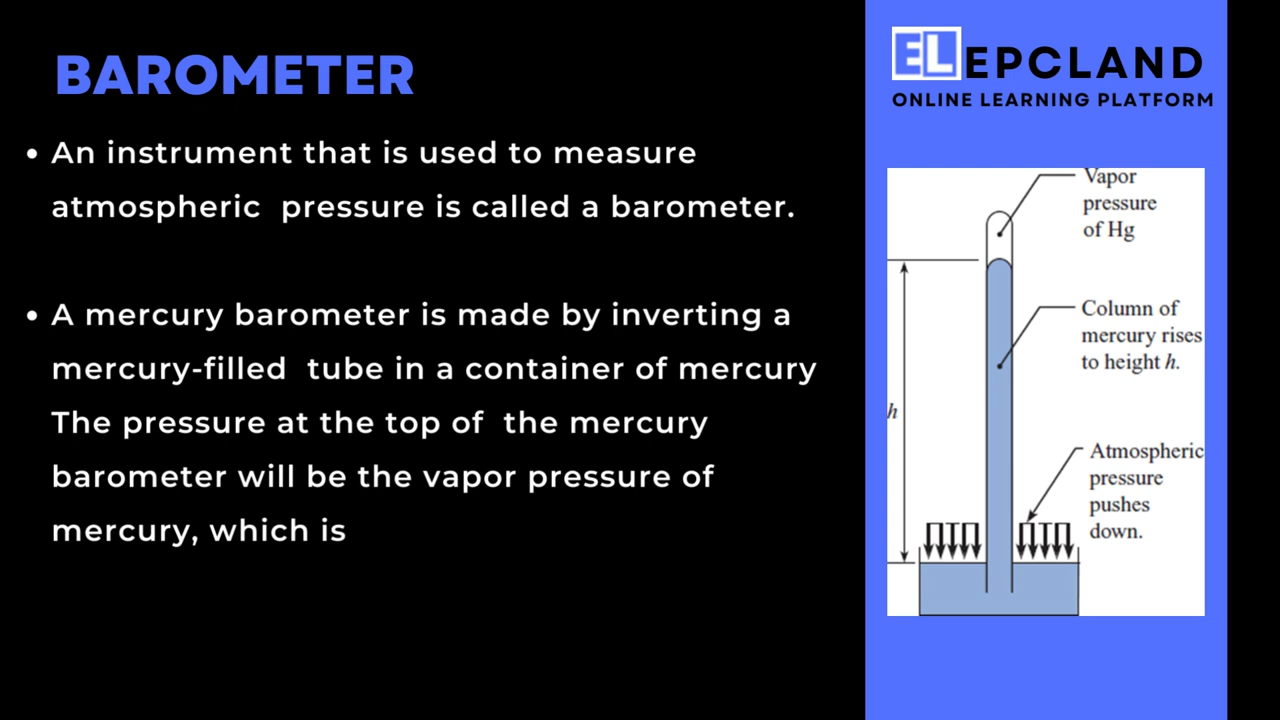 BAROMETER
• An instrument that is used to measure
atmospheric pressure is called a barometer.
• A mercury barometer is made by inverting a
mercury-filled tube in a container of mercury
The pressure at the top of the mercury
barometer will be the vapor pressure of
mercury, which is
EL EPCLAND
ONLINE LEARNING PLATFORM
Vapor
pressure
of Hg
Column of
mercury rises
to height h.
h
Atmospheric
pressure
pushes
down.